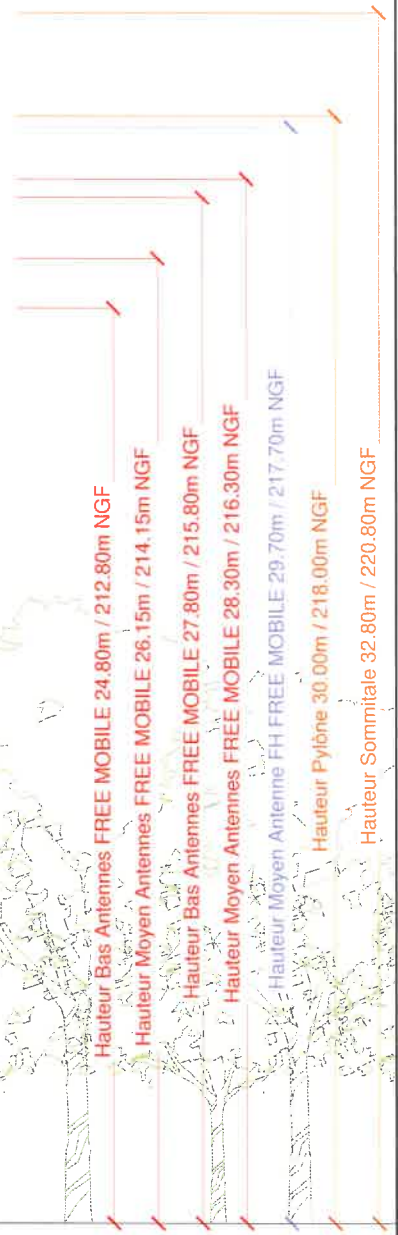 Hauteur Bas Antennes FREE MOBILE 24.80m / 212.80m NGF
Hauteur Moyen Antennes FREE MOBILE 26.15m / 214.15m NGF
Hauteur Bas Antennes FREE MOBILE 27.80m / 215.80m NGF
Hauteur Moyen Antennes FREE MOBILE 28.30m / 216.30m NGF
Hauteur Moyen Antenne FH FREE MOBILE 29.70m / 217.70m NGF
Hauteur Pylône 30.00m / 218.00m NGF
Hauteur Sommitale 32.80m / 220.80m NGF